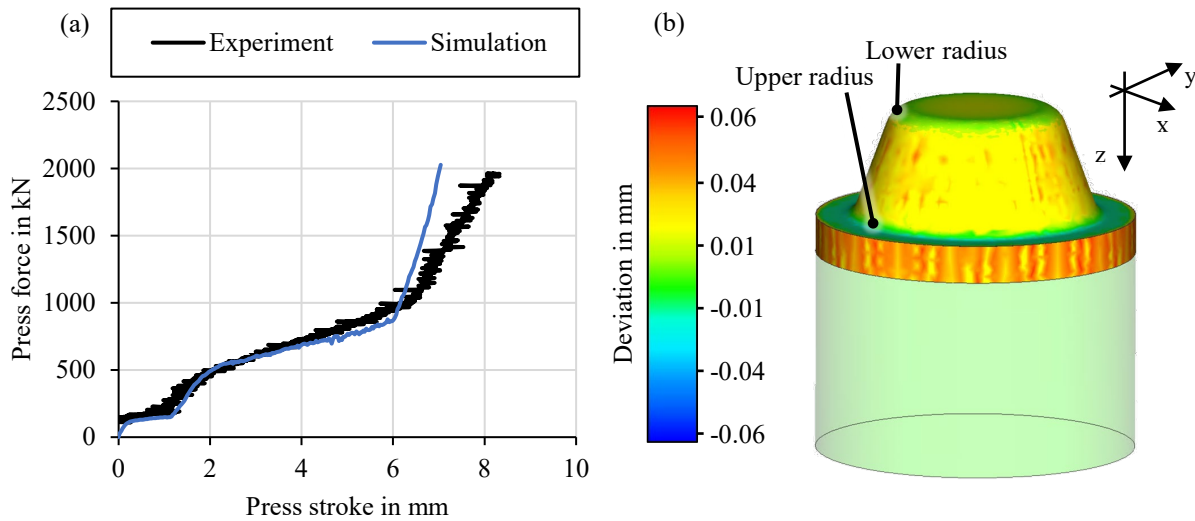 (a)
Experiment Simulation
Press force in kN
2500
2000
1500
1000
500
0
0 2 4 6 8 10
Press stroke in mm
(b)
Lower radius
Upper radius
y
x
z
Deviation in mm
0.06
0.04
0.01
-0.01
-0.04
-0.06